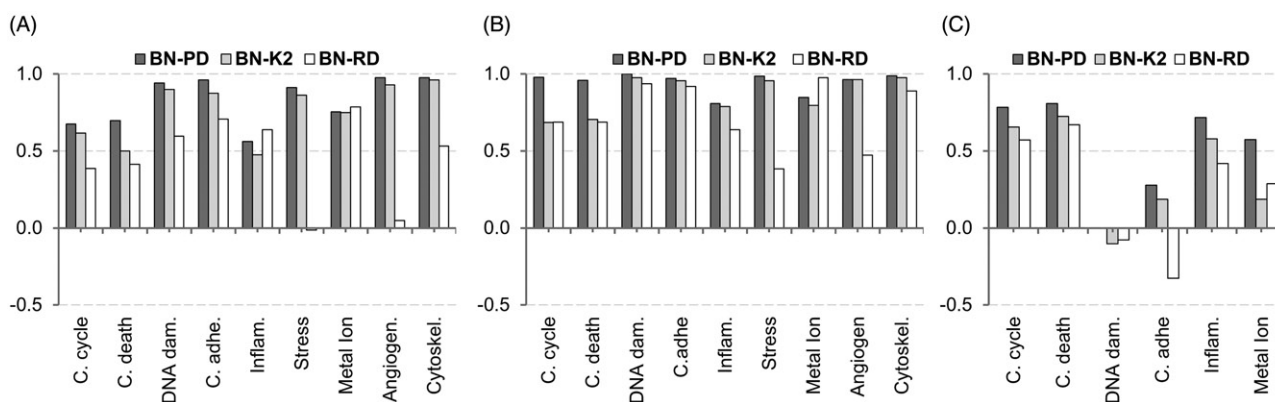 (A)
BN-PD BN-K2 BN-RD
1.0
0.5
0.0
-0.5
C. cycle
C. death
DNA dam.
C. adhe.
Inflam.
Stress
Metal Ion
Angiogen.
Cytoskel.
(B)
BN-PD BN-K2 BN-RD
1.0
0.5
0.0
-0.5
C. cycle
C. death
DNA dam.
C.adhe
Inflam.
Stress
Metal Ion
Angiogen
Cytoskel.
(C)
BN-PD BN-K2 BN-RD
1.0
0.5
0.0
-0.5
C. cycle
C. death
DNA dam.
C. adhe
Inflam.
Metal Ion